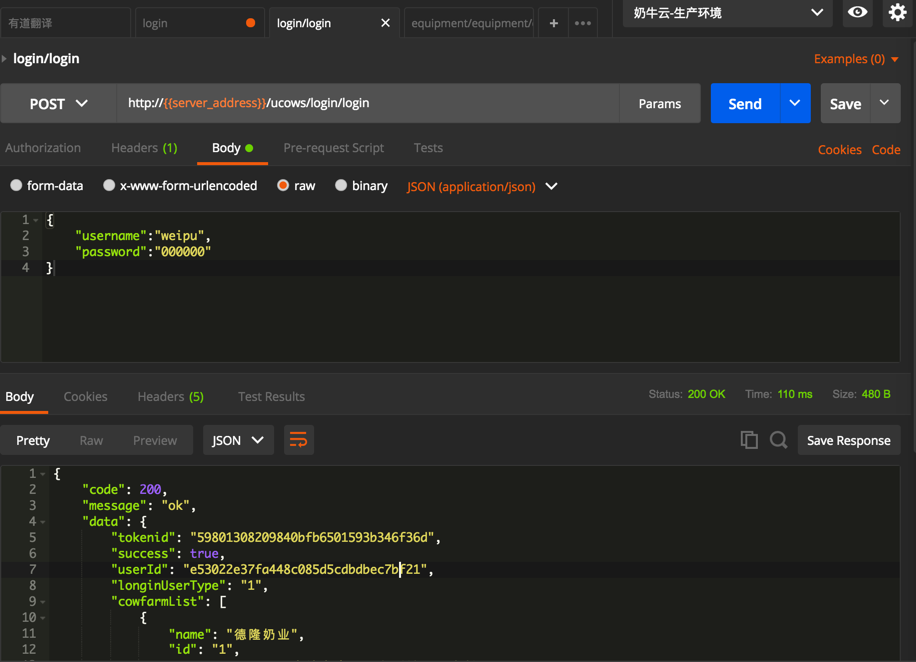 有道翻译
login
login/login
equipment/equipment/
奶牛云-生产环境
login/login
Examples (0)
POST
http://{{server_address}}/ucows/login/login
Params
Send
Save
Authorization
Headers (1)
Body
Pre-request Script
Tests
Cookies
Code
form-data
x-www-form-urlencoded
raw
binary
JSON (application/json)
1 {
2 "username":"weipu",
3 "password":"000000"
4 }
Body
Cookies
Headers (5)
Test Results
Status: 200 OK
Time: 110 ms
Size: 480 B
Pretty
Raw
Preview
JSON
Save Response
1 {
2 "code": 200,
3 "message": "ok",
4 "data": {
5 "tokenid": "59801308209840bfb6501593b346f36d",
6 "success": true,
7 "userId": "e53022e37fa448c085d5cdbdbec7bf21",
8 "longinUserType": "1",
9 "cowfarmList": [
10 {
11 "name": "德隆奶业",
12 "id": "1",